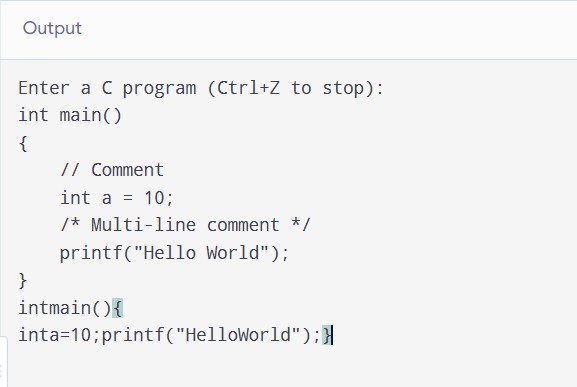 Output
Enter a C program (Ctrl+Z to stop):
int main()
{
    // Comment
    int a = 10;
    /* Multi-line comment */
    printf("Hello World");
}
intmain(){
inta=10;printf("HelloWorld");}